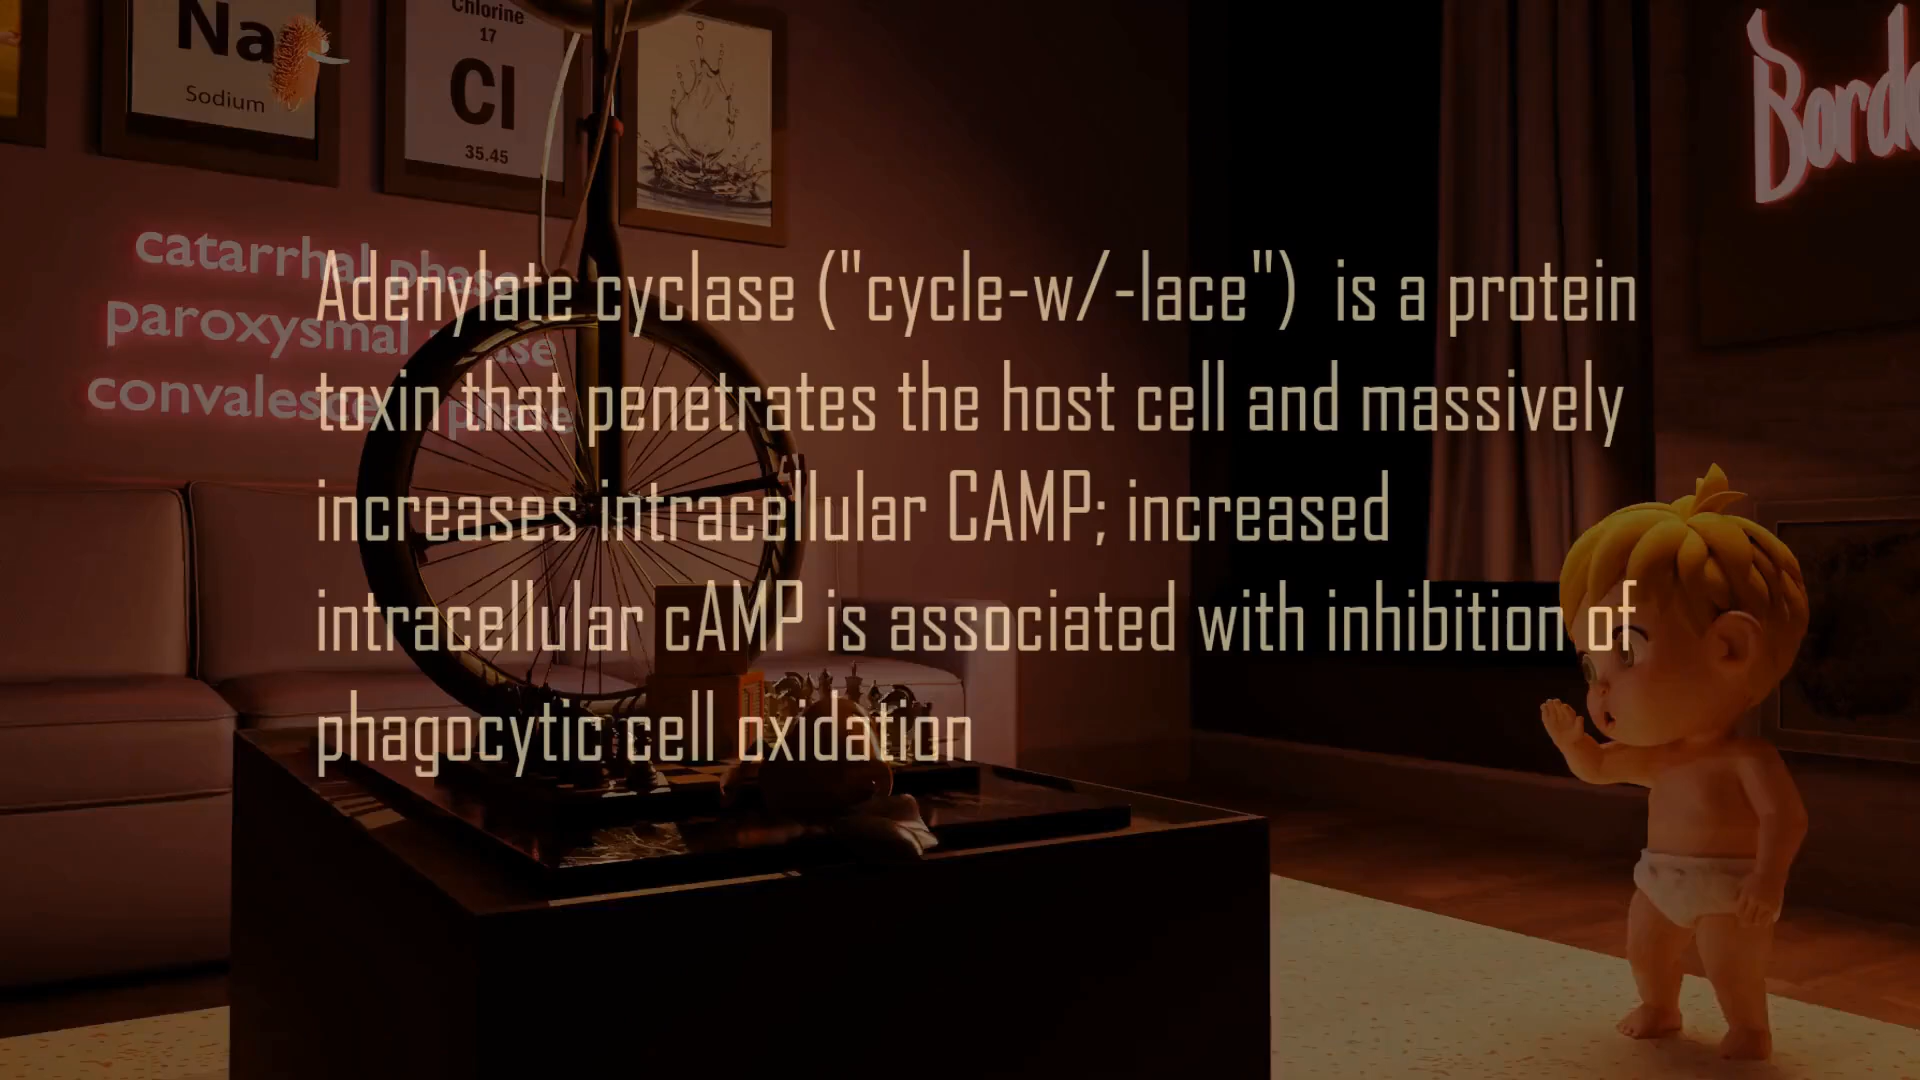 Na
Sodium
Chlorine
17
Cl
35.45
Borde
catarrhal phase
paroxysmal phase
convalescent phase
Adenylate cyclase ("cycle-w/-lace")  is a protein
toxin that penetrates the host cell and massively
increases intracellular CAMP; increased
intracellular cAMP is associated with inhibition of
phagocytic cell oxidation